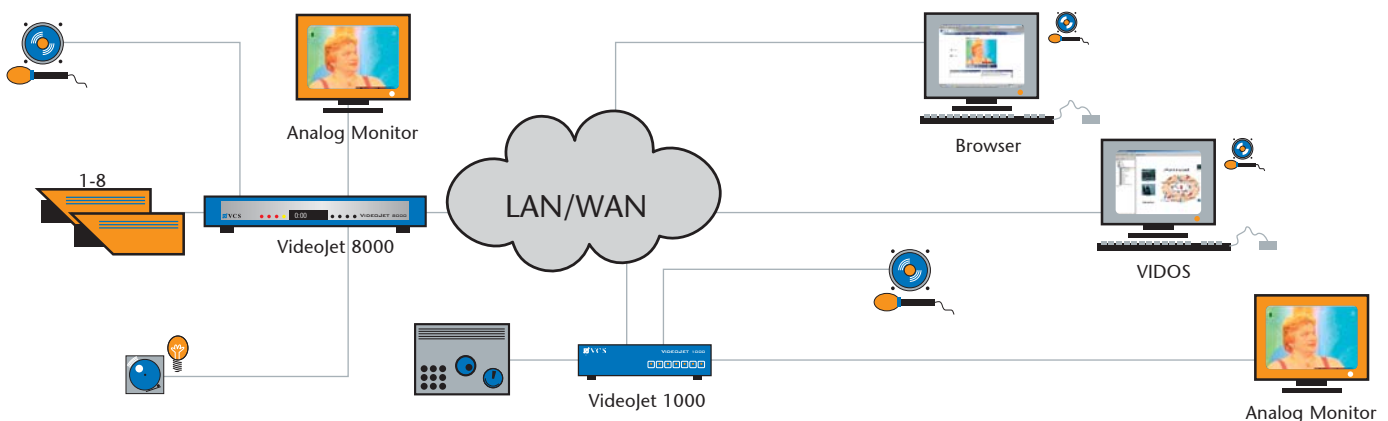 Analog Monitor
Browser
1-8
LAN/WAN
VCS
0:00
VIDEOJET 8000
VideoJet 8000
VIDOS
VCS
VIDEOJET 1000
VideoJet 1000
Analog Monitor